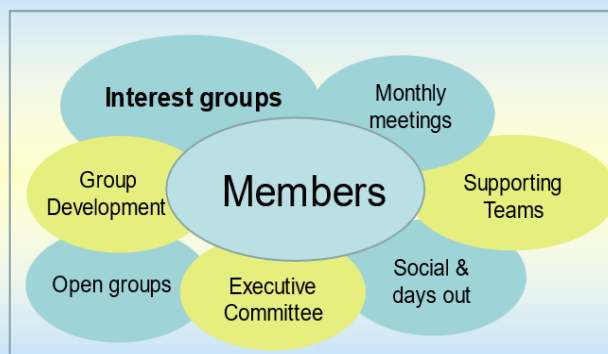 Interest groups
Monthly
meetings
Group
Development
Members
Supporting
Teams
Open groups
Executive
Committee
Social &
days out